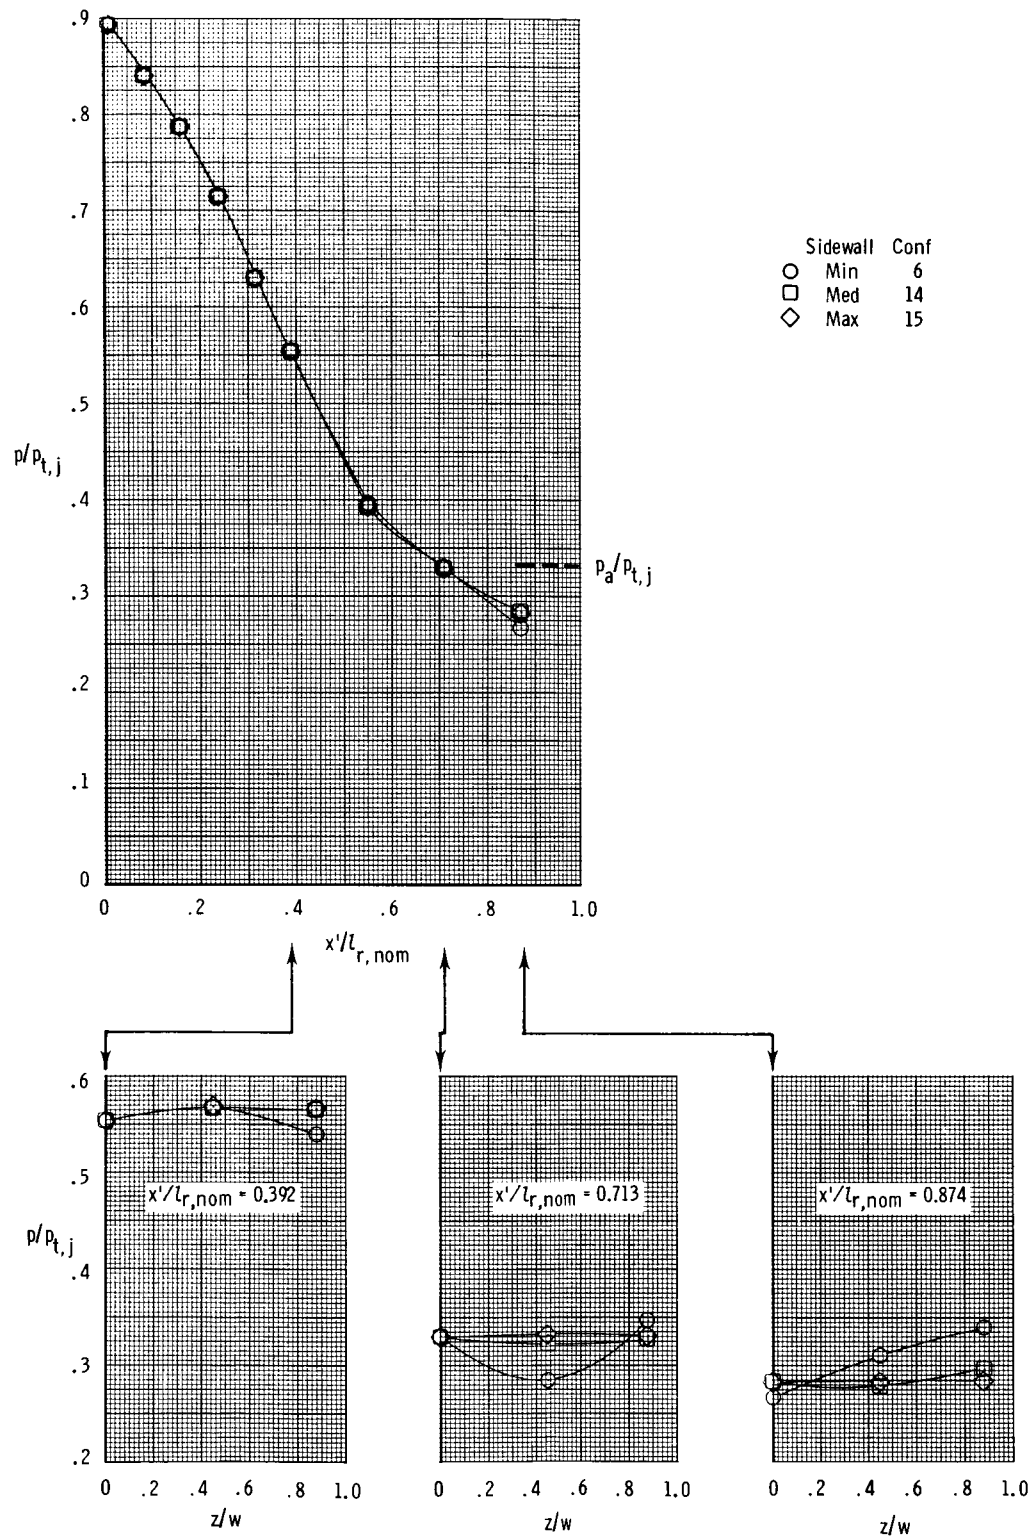 .9
.8
.7
.6
.5
p/p_t,j
.4
.3
.2
.1
0
0 .2 .4 .6 .8 1.0
x'/l_r,nom
p_a/p_t,j
Sidewall Conf
Min 6
Med 14
Max 15
.6
.5
.4
.3
.2
p/p_t,j
x'/l_r,nom = 0.392
x'/l_r,nom = 0.713
x'/l_r,nom = 0.874
0 .2 .4 .6 .8 1.0
z/w
0 .2 .4 .6 .8 1.0
z/w
0 .2 .4 .6 .8 1.0
z/w